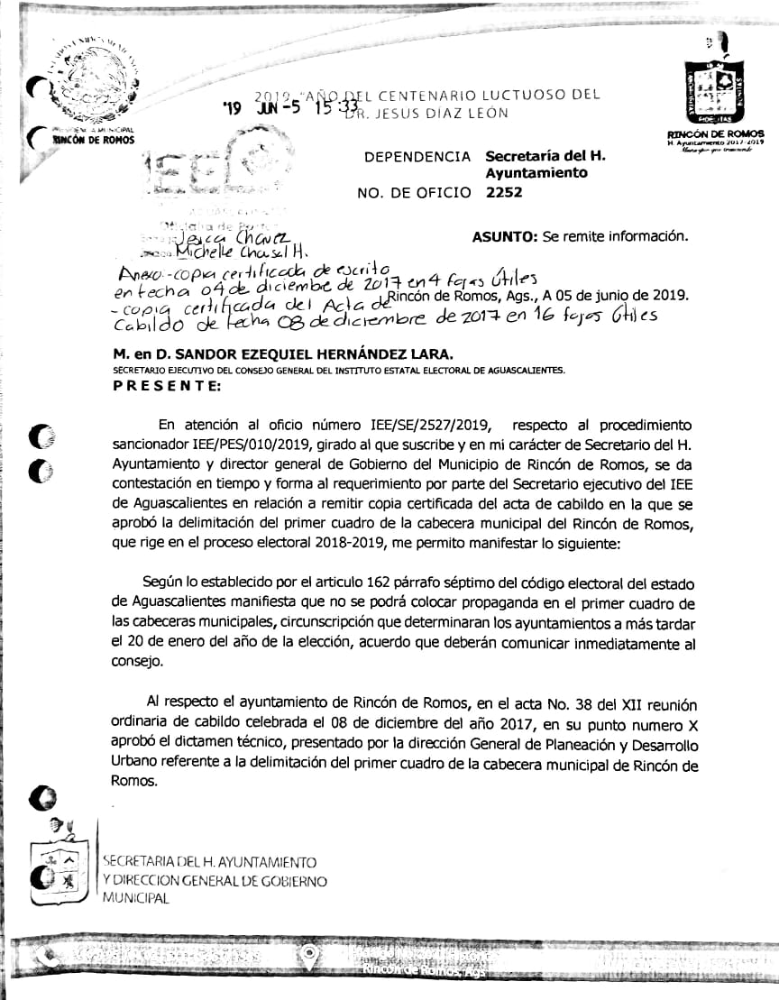 PRESIDENCIA MUNICIPAL
RINCÓN DE ROMOS
2019, "AÑO DEL CENTENARIO LUCTUOSO DEL
DR. JESUS DÍAZ LEÓN
'19 JUN -5 15:33
RINCÓN DE ROMOS
H. Ayuntamiento 2017-2019
IEE
Oficialía de Partes
DEPENDENCIA Secretaría del H.
Ayuntamiento
NO. DE OFICIO 2252
ASUNTO: Se remite información.
Jesica Chávez
Michelle Chasel H.
Anexo - copia certificada de escrito
en fecha 04 de diciembre de 2017 en 4 fojas útiles
- copia certificada del Acta de
Cabildo de fecha 08 de diciembre de 2017 en 16 fojas útiles
Rincón de Romos, Ags., A 05 de junio de 2019.
M. en D. SANDOR EZEQUIEL HERNÁNDEZ LARA.
SECRETARIO EJECUTIVO DEL CONSEJO GENERAL DEL INSTITUTO ESTATAL ELECTORAL DE AGUASCALIENTES.
P R E S E N T E:
En atención al oficio número IEE/SE/2527/2019, respecto al procedimiento
sancionador IEE/PES/010/2019, girado al que suscribe y en mi carácter de Secretario del H.
Ayuntamiento y director general de Gobierno del Municipio de Rincón de Romos, se da
contestación en tiempo y forma al requerimiento por parte del Secretario ejecutivo del IEE
de Aguascalientes en relación a remitir copia certificada del acta de cabildo en la que se
aprobó la delimitación del primer cuadro de la cabecera municipal del Rincón de Romos,
que rige en el proceso electoral 2018-2019, me permito manifestar lo siguiente:
Según lo establecido por el articulo 162 párrafo séptimo del código electoral del estado
de Aguascalientes manifiesta que no se podrá colocar propaganda en el primer cuadro de
las cabeceras municipales, circunscripción que determinaran los ayuntamientos a más tardar
el 20 de enero del año de la elección, acuerdo que deberán comunicar inmediatamente al
consejo.
Al respecto el ayuntamiento de Rincón de Romos, en el acta No. 38 del XII reunión
ordinaria de cabildo celebrada el 08 de diciembre del año 2017, en su punto numero X
aprobó el dictamen técnico, presentado por la dirección General de Planeación y Desarrollo
Urbano referente a la delimitación del primer cuadro de la cabecera municipal de Rincón de
Romos.
SECRETARIA DEL H. AYUNTAMIENTO
Y DIRECCION GENERAL DE GOBIERNO
MUNICIPAL
Rincón de Romos, Ags